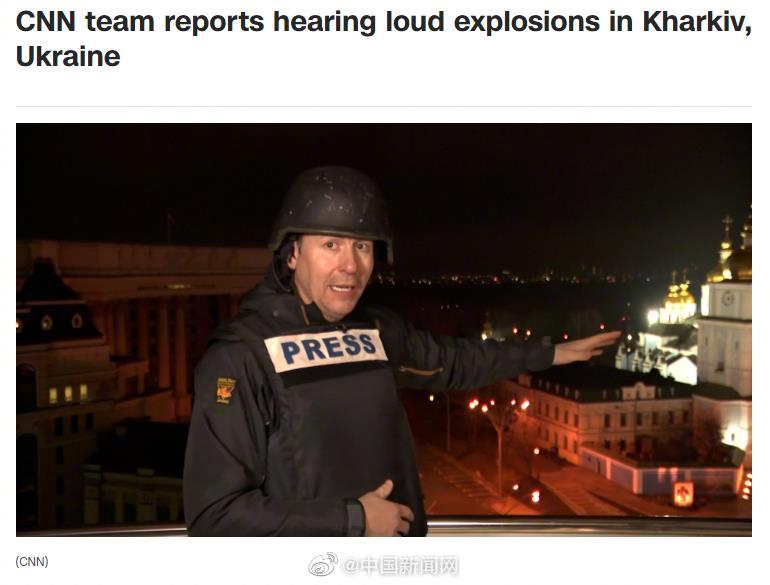 CNN team reports hearing loud explosions in Kharkiv,
Ukraine
PRESS
(CNN)
@中国新闻网